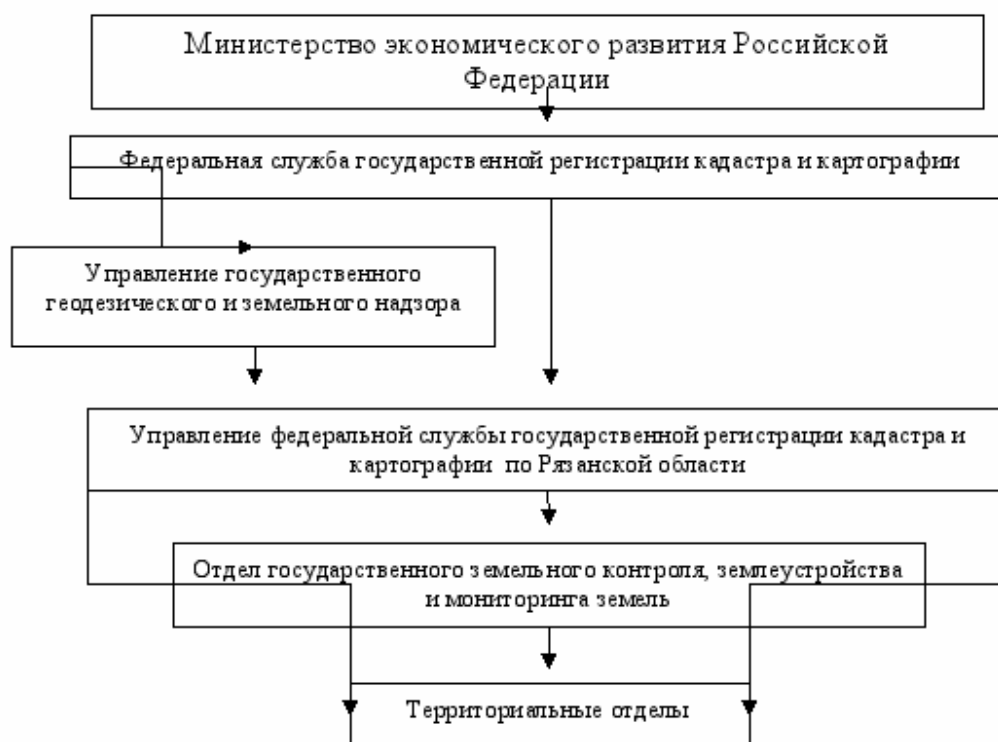 Министерство экономического развития Российской
Федерации
Федеральная служба государственной регистрации кадастра и картографии
Управление государственного
геодезического и земельного надзора
Управление федеральной службы государственной регистрации кадастра и
картографии по Рязанской области
Отдел государственного земельного контроля, землеустройства
и мониторинга земель
Территориальные отделы